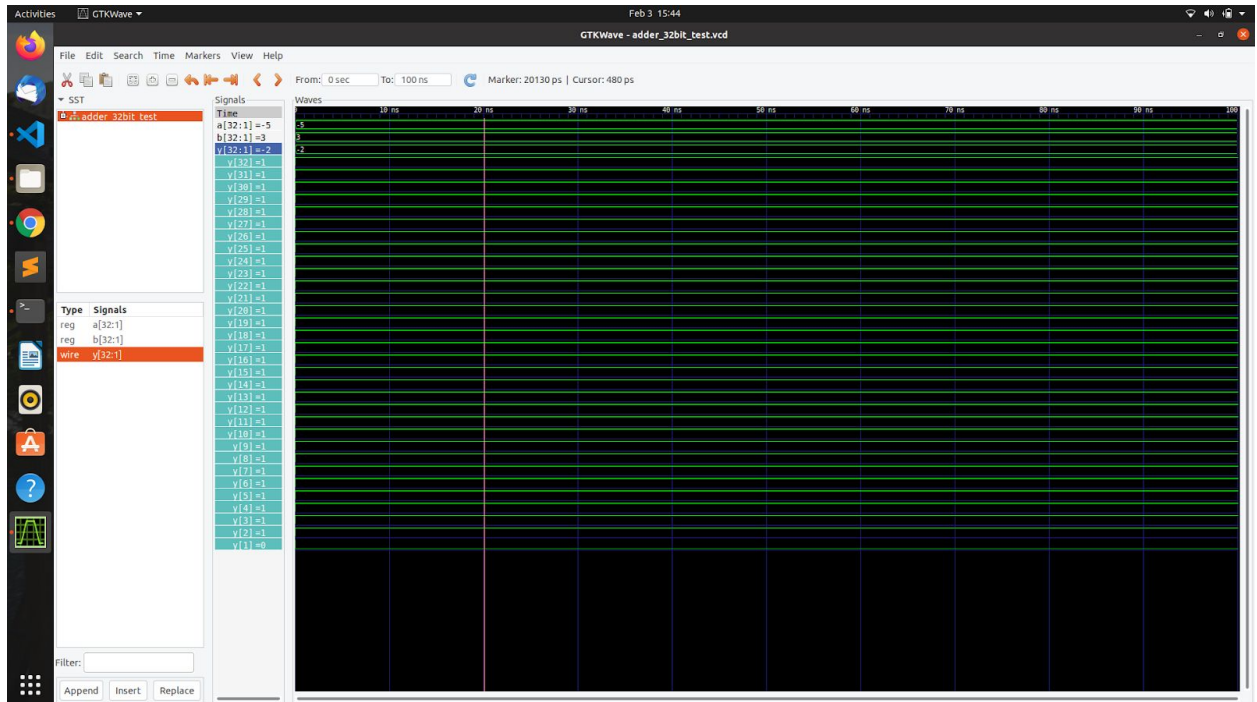 Activities GTKWave Feb 3 15:44
GTKWave - adder_32bit_test.vcd
File Edit Search Time Markers View Help
From: 0 sec To: 100 ns Marker: 20130 ps | Cursor: 480 ps
SST
adder_32bit_test
Type Signals
reg a[32:1]
reg b[32:1]
wire y[32:1]
Filter:
Append Insert Replace
Signals
Time
a[32:1] =-5
b[32:1] =3
y[32:1] =-2
y[32] =1
y[31] =1
y[30] =1
y[29] =1
y[28] =1
y[27] =1
y[26] =1
y[25] =1
y[24] =1
y[23] =1
y[22] =1
y[21] =1
y[20] =1
y[19] =1
y[18] =1
y[17] =1
y[16] =1
y[15] =1
y[14] =1
y[13] =1
y[12] =1
y[11] =1
y[10] =1
y[9] =1
y[8] =1
y[7] =1
y[6] =1
y[5] =1
y[4] =1
y[3] =1
y[2] =1
y[1] =0
Waves
10 ns 20 ns 30 ns 40 ns 50 ns 60 ns 70 ns 80 ns 90 ns 100
-5
3
-2